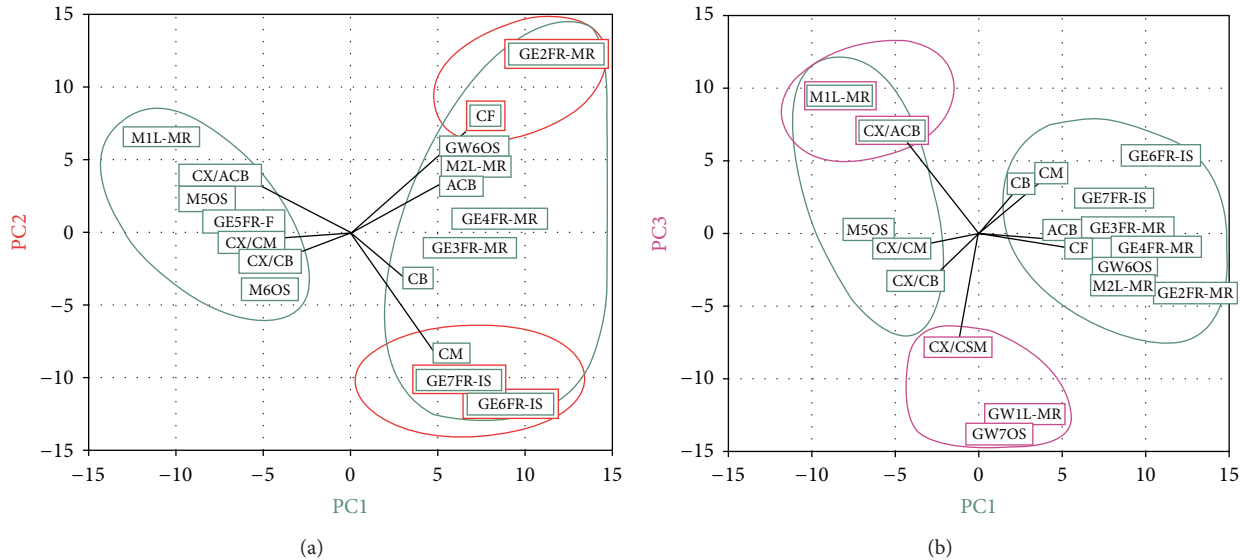 15
10
5
0
−5
−10
−15
PC2
GE2FR-MR
CF
GW6OS
M2L-MR
ACB
GE4FR-MR
GE3FR-MR
CB
CM
GE7FR-IS
GE6FR-IS
M1L-MR
CX/ACB
M5OS
GE5FR-F
CX/CM
CX/CB
M6OS
−15
−10
−5
0
5
10
15
PC1
(a)
15
10
5
0
−5
−10
−15
PC3
M1L-MR
CX/ACB
M5OS
CX/CM
CX/CB
CX/CSM
GW1L-MR
GW7OS
GE6FR-IS
CM
CB
GE7FR-IS
ACB
GE3FR-MR
CF
GE4FR-MR
GW6OS
M2L-MR
GE2FR-MR
−15
−10
−5
0
5
10
15
PC1
(b)